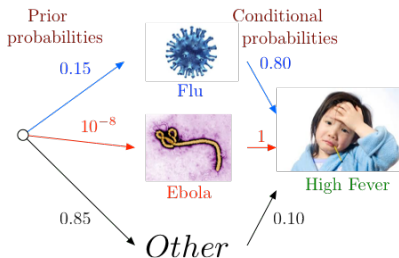 Prior
probabilities
Conditional
probabilities
0.15
0.80
Flu
10⁻⁸
1
Ebola
High Fever
0.85
0.10
Other